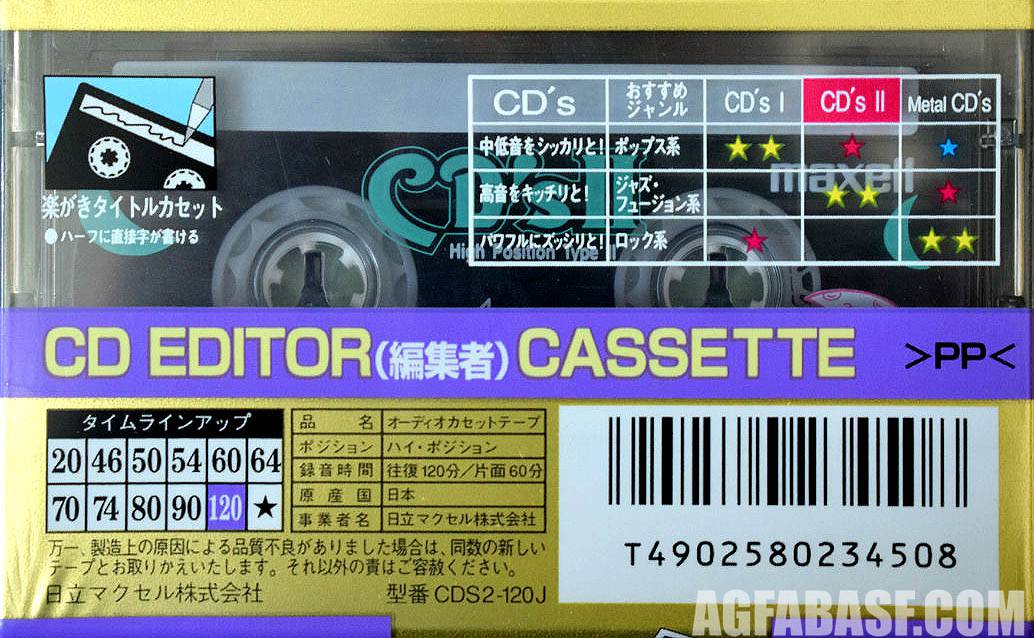 楽がきタイトルカセット
●ハーフに直接字が書ける
CD's II
High Position Type II
maxell
CD's おすすめジャンル CD's I CD's II Metal CD's
中低音をシッカリと! ポップス系 ★★ ★ ★
高音をキッチリと! ジャズ・フュージョン系 ★★ ★
パワフルにズッシリと! ロック系 ★ ★★
CD EDITOR(編集者)CASSETTE >PP<
タイムラインアップ
20 46 50 54 60 64
70 74 80 90 120 ★
品名 オーディオカセットテープ
ポジション ハイ・ポジション
録音時間 往復120分/片面60分
原産国 日本
事業者名 日立マクセル株式会社
万一、製造上の原因による品質不良がありました場合は、同数の新しい
テープとお取りかえいたします。それ以外の責はご容赦ください。
日立マクセル株式会社 型番 CDS2-120J
T4902580234508
AGFABASF.COM